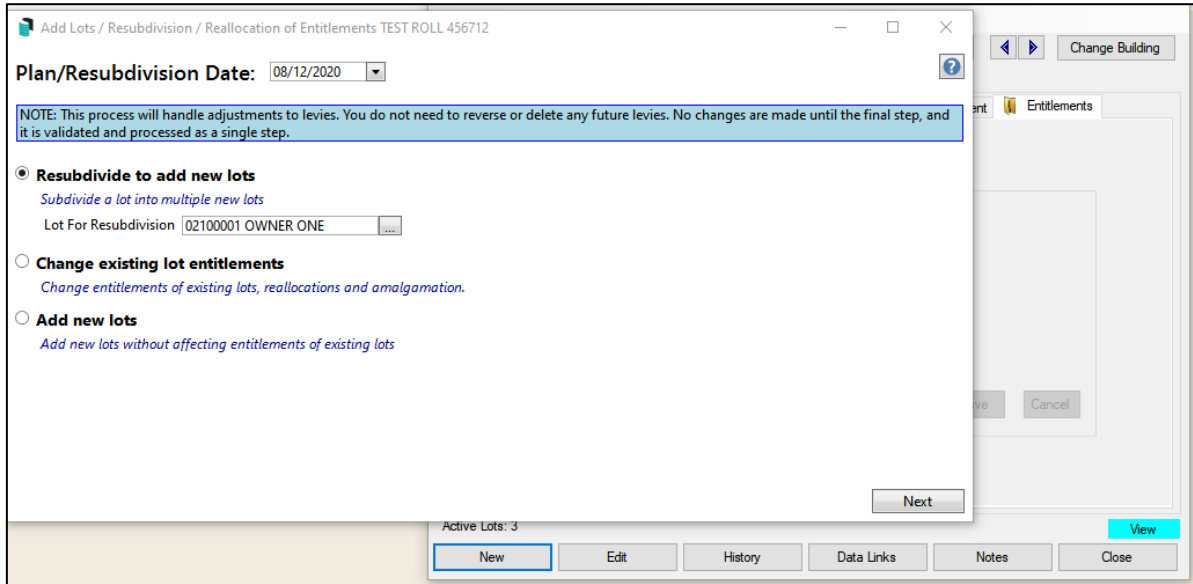 Add Lots / Resubdivision / Reallocation of Entitlements TEST ROLL 456712
Change Building
Plan/Resubdivision Date: 08/12/2020
Entitlements
NOTE: This process will handle adjustments to levies. You do not need to reverse or delete any future levies. No changes are made until the final step, and
it is validated and processed as a single step.
Resubdivide to add new lots
Subdivide a lot into multiple new lots
Lot For Resubdivision 02100001 OWNER ONE ...
Change existing lot entitlements
Change entitlements of existing lots, reallocations and amalgamation.
Add new lots
Add new lots without affecting entitlements of existing lots
Cancel
Next
Active Lots: 3
View
New Edit History Data Links Notes Close